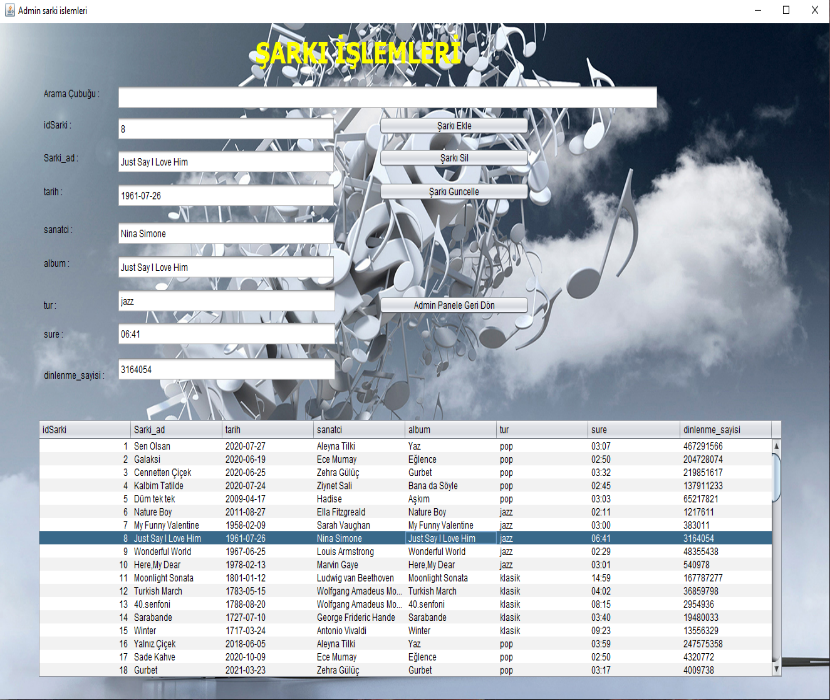 Admin sarki islemleri
ŞARKI İŞLEMLERİ
Arama Çubuğu :
idSarki : 8 Şarkı Ekle
Sarki_ad : Just Say I Love Him Şarkı Sil
tarih : 1961-07-26 Şarkı Guncelle
sanatci : Nina Simone
album : Just Say I Love Him
tur : jazz Admin Panele Geri Dön
sure : 06:41
dinlenme_sayisi : 3164054
idSarki Sarki_ad tarih sanatci album tur sure dinlenme_sayisi
1 Sen Olsan 2020-07-27 Aleyna Tilki Yaz pop 03:07 467291566
2 Galaksi 2020-06-19 Ece Mumay Eğlence pop 02:50 204728074
3 Cennetten Çiçek 2020-06-25 Zehra Gülüç Gurbet pop 03:32 219851617
4 Kalbim Tatilde 2020-07-24 Ziynet Sali Bana da Söyle pop 02:45 137911233
5 Düm tek tek 2009-04-17 Hadise Aşkım pop 03:03 65217821
6 Nature Boy 2011-08-27 Ella Fitzgreald Nature Boy jazz 02:11 1217611
7 My Funny Valentine 1958-02-09 Sarah Vaughan My Funny Valentine jazz 03:00 383011
8 Just Say I Love Him 1961-07-26 Nina Simone Just Say I Love Him jazz 06:41 3164054
9 Wonderful World 1967-06-25 Louis Armstrong Wonderful World jazz 02:29 48355438
10 Here,My Dear 1978-02-13 Marvin Gaye Here,My Dear jazz 03:01 540978
11 Moonlight Sonata 1801-01-12 Ludwig van Beethoven Moonlight Sonata klasik 14:59 167787277
12 Turkish March 1783-05-15 Wolfgang Amadeus Mo... Turkish March klasik 04:02 36859798
13 40.senfoni 1788-08-20 Wolfgang Amadeus Mo... 40.senfoni klasik 08:15 2954936
14 Sarabande 1727-07-10 George Frideric Hande Sarabande klasik 03:40 19480033
15 Winter 1717-03-24 Antonio Vivaldi Winter klasik 09:23 13556329
16 Yalnız Çiçek 2018-06-05 Aleyna Tilki Yaz pop 03:59 247575358
17 Sade Kahve 2020-10-09 Ece Mumay Eğlence pop 02:50 4320772
18 Gurbet 2021-03-23 Zehra Gülüç Gurbet pop 03:17 4009738